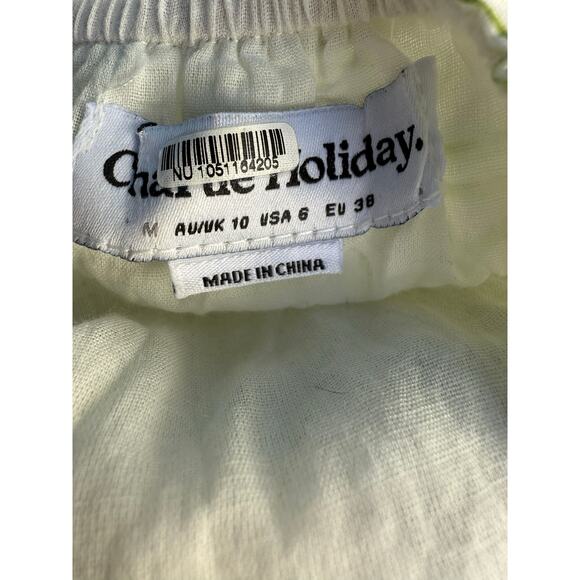 Charlie Holiday.
NU 1051164205
M AU/UK 10 USA 6 EU 38
MADE IN CHINA